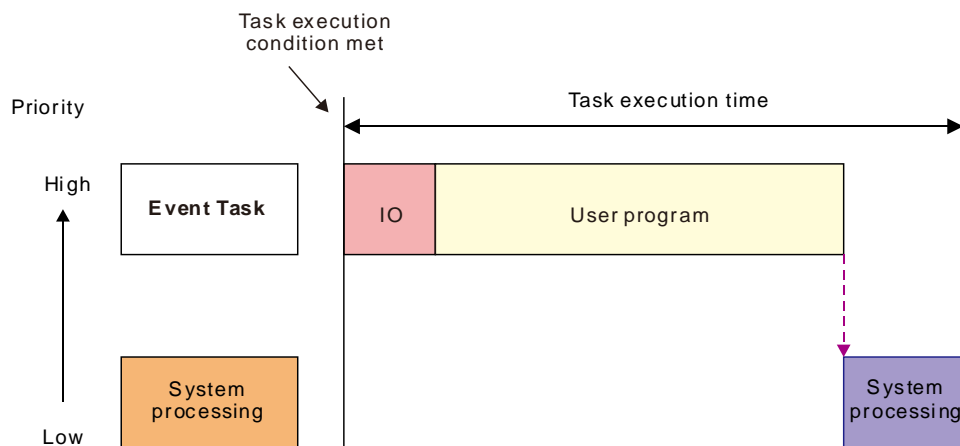 Task execution
condition met
Priority
Task execution time
High
Event Task
IO
User program
System
processing
System
processing
Low